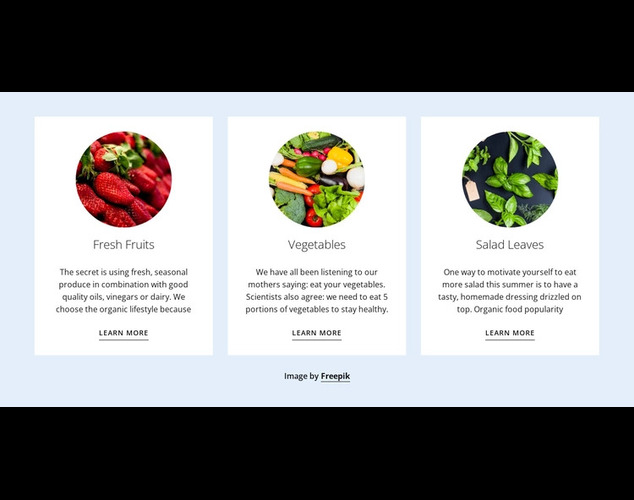 Fresh Fruits
The secret is using fresh, seasonal
produce in combination with good
quality oils, vinegars or dairy. We
choose the organic lifestyle because
LEARN MORE
Vegetables
We have all been listening to our
mothers saying: eat your vegetables.
Scientists also agree: we need to eat 5
portions of vegetables to stay healthy.
LEARN MORE
Salad Leaves
One way to motivate yourself to eat
more salad this summer is to have a
tasty, homemade dressing drizzled on
top. Organic food popularity
LEARN MORE
Image by Freepik